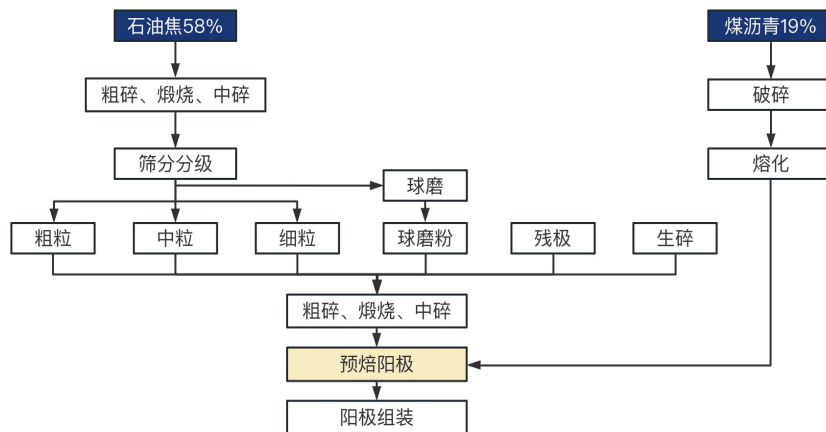 石油焦58%
煤沥青19%
粗碎、煅烧、中碎
破碎
筛分分级
熔化
球磨
粗粒
中粒
细粒
球磨粉
残极
生碎
粗碎、煅烧、中碎
预焙阳极
阳极组装